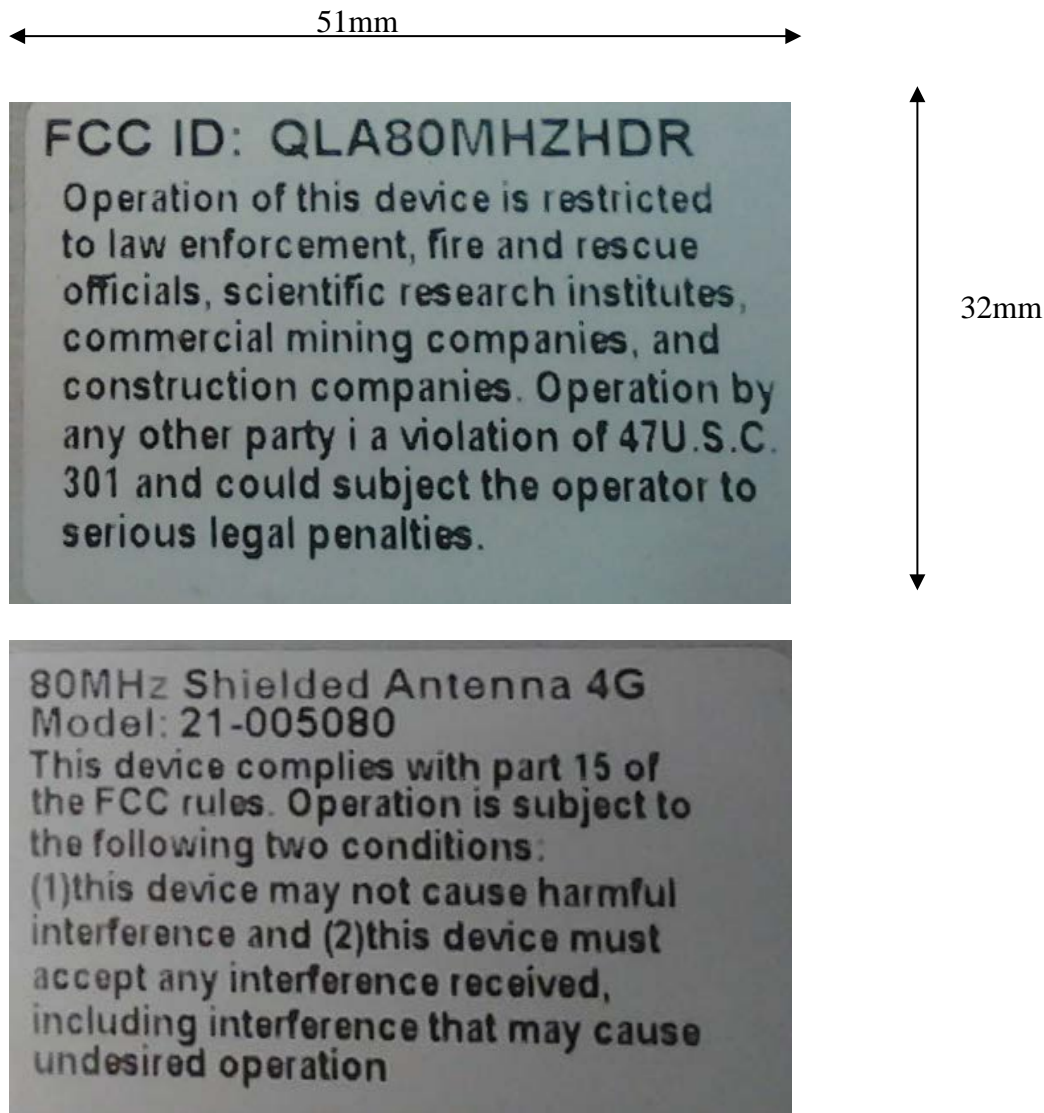 51mm
FCC ID: QLA80MHZHDR
Operation of this device is restricted
to law enforcement, fire and rescue
officials, scientific research institutes,
commercial mining companies, and
construction companies. Operation by
any other party i a violation of 47U.S.C.
301 and could subject the operator to
serious legal penalties.
32mm
80MHz Shielded Antenna 4G
Model: 21-005080
This device complies with part 15 of
the FCC rules. Operation is subject to
the following two conditions:
(1)this device may not cause harmful
interference and (2)this device must
accept any interference received,
including interference that may cause
undesired operation